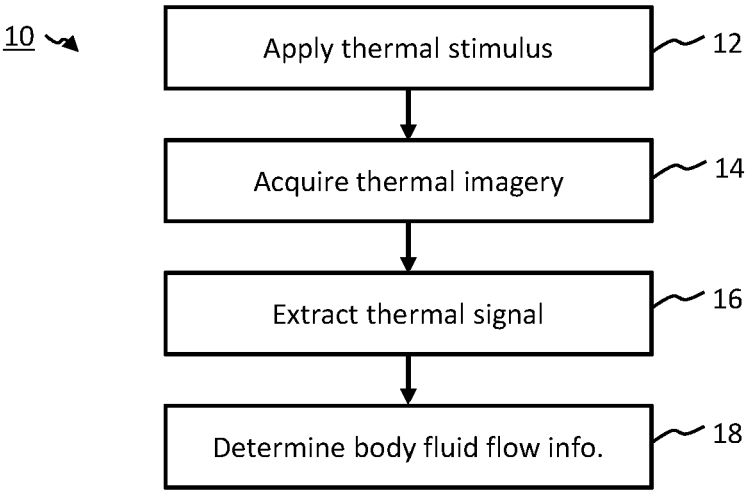 10
Apply thermal stimulus
12
Acquire thermal imagery
14
Extract thermal signal
16
Determine body fluid flow info.
18